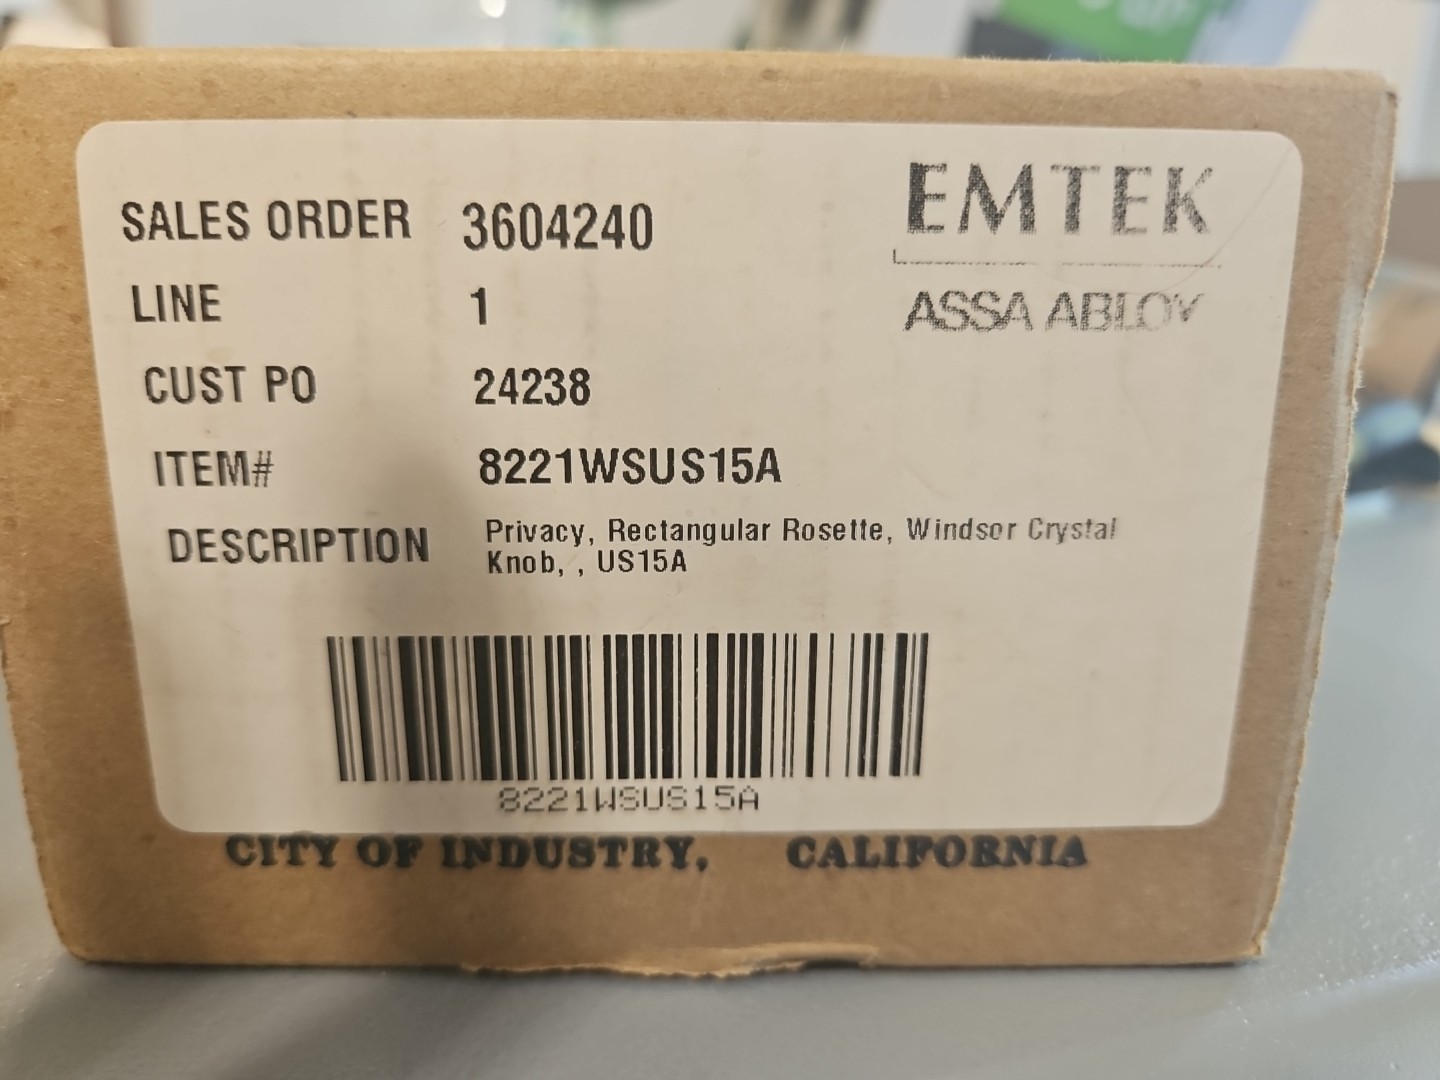 EMTEK
ASSA ABLOY
SALES ORDER 3604240
LINE 1
CUST PO 24238
ITEM# 8221WSUS15A
DESCRIPTION Privacy, Rectangular Rosette, Windsor Crystal
Knob, , US15A
8221WSUS15A
CITY OF INDUSTRY, CALIFORNIA